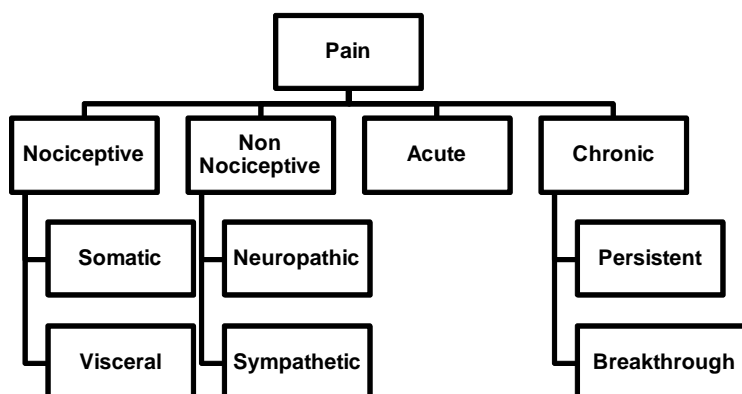 Pain
Nociceptive
Non
Nociceptive
Acute
Chronic
Somatic
Neuropathic
Persistent
Visceral
Sympathetic
Breakthrough